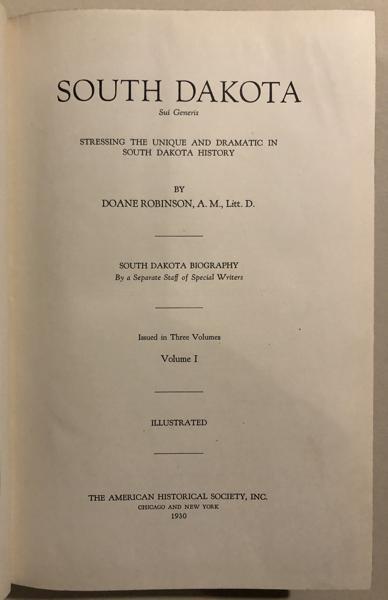 SOUTH DAKOTA
Sui Generis
STRESSING THE UNIQUE AND DRAMATIC IN
SOUTH DAKOTA HISTORY
BY
DOANE ROBINSON, A. M., Litt. D.
SOUTH DAKOTA BIOGRAPHY
By a Separate Staff of Special Writers
Issued in Three Volumes
Volume I
ILLUSTRATED
THE AMERICAN HISTORICAL SOCIETY, INC.
CHICAGO AND NEW YORK
1930